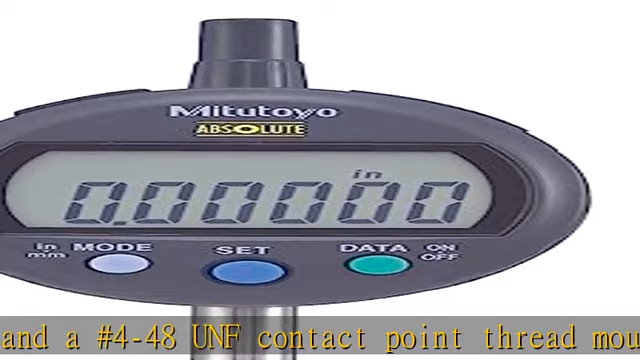 Mitutoyo
ABSOLUTE
in
0.00000
in
mm
MODE
SET
DATA
ON
OFF
and a #4-48 UNF contact point thread mou